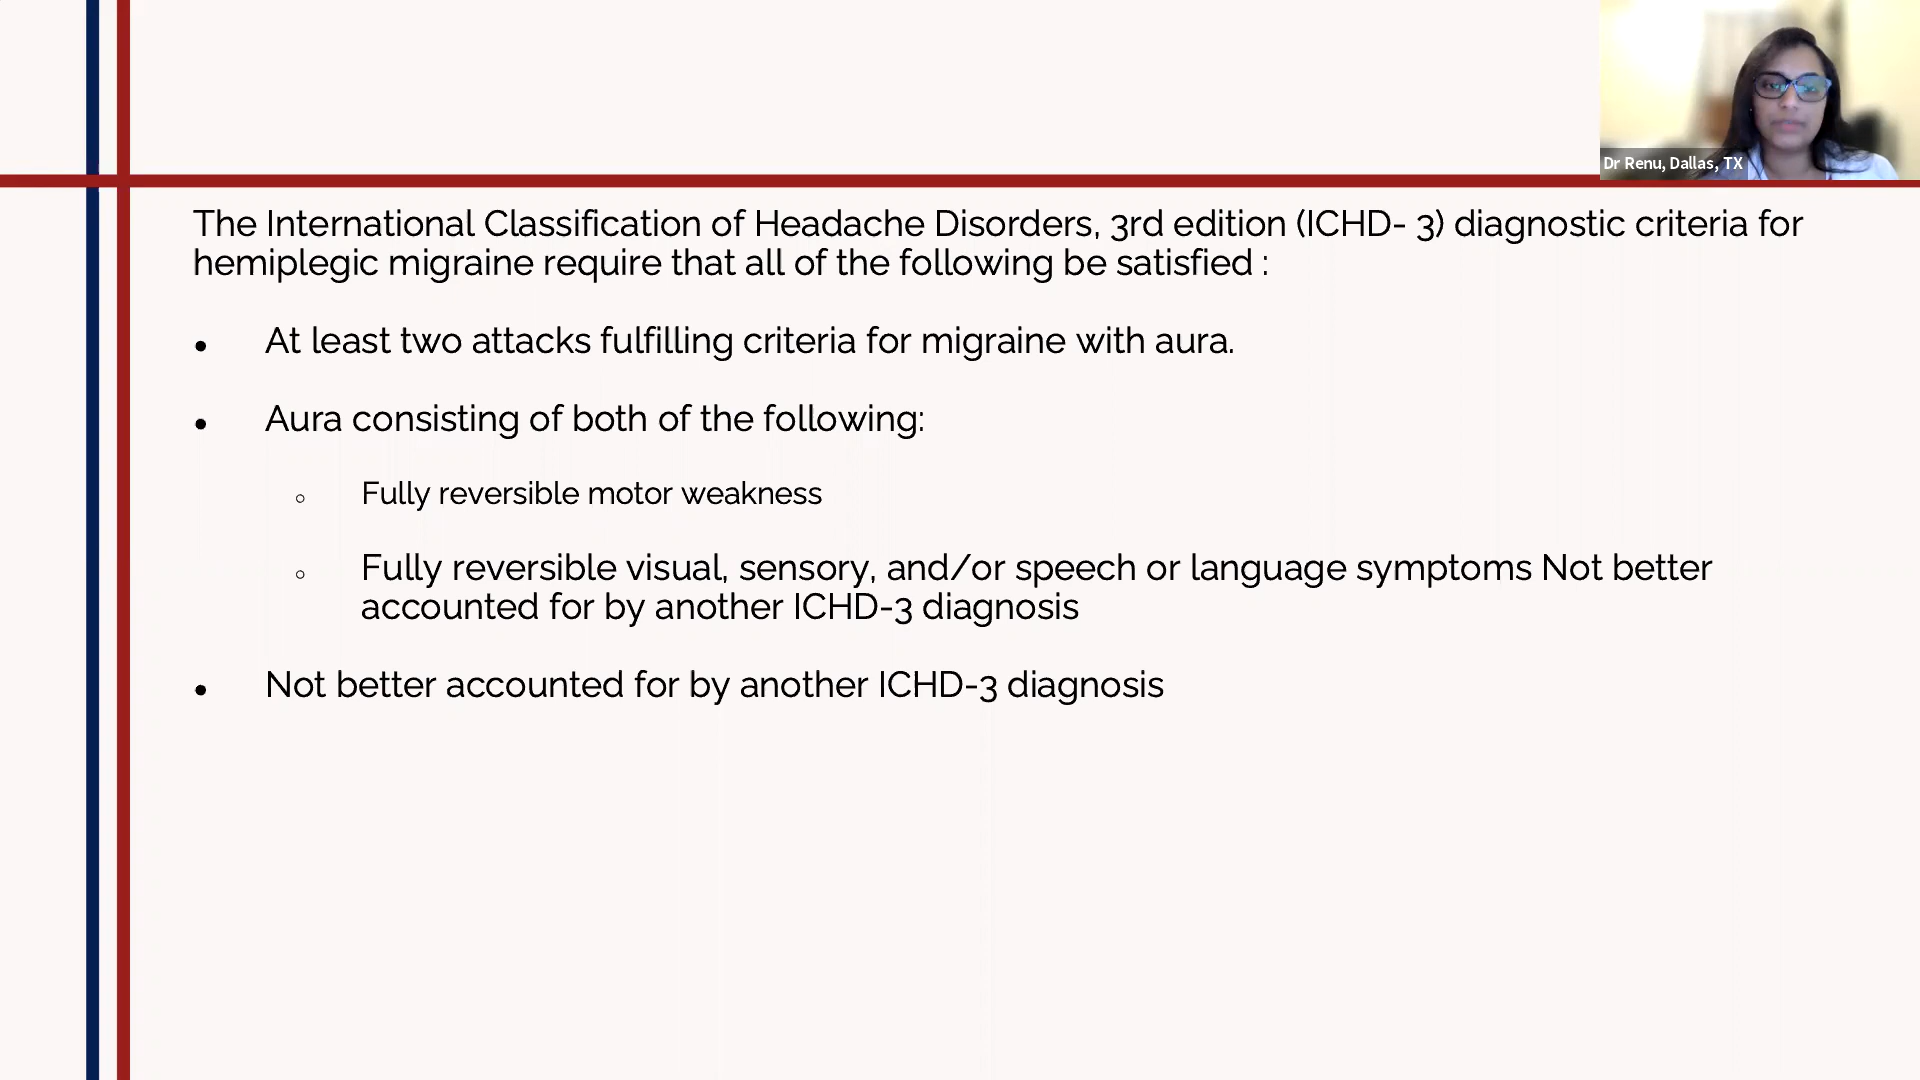 Dr Renu, Dallas, TX
The International Classification of Headache Disorders, 3rd edition (ICHD- 3) diagnostic criteria for
hemiplegic migraine require that all of the following be satisfied :
• At least two attacks fulfilling criteria for migraine with aura.
• Aura consisting of both of the following:
○ Fully reversible motor weakness
○ Fully reversible visual, sensory, and/or speech or language symptoms Not better
accounted for by another ICHD-3 diagnosis
• Not better accounted for by another ICHD-3 diagnosis